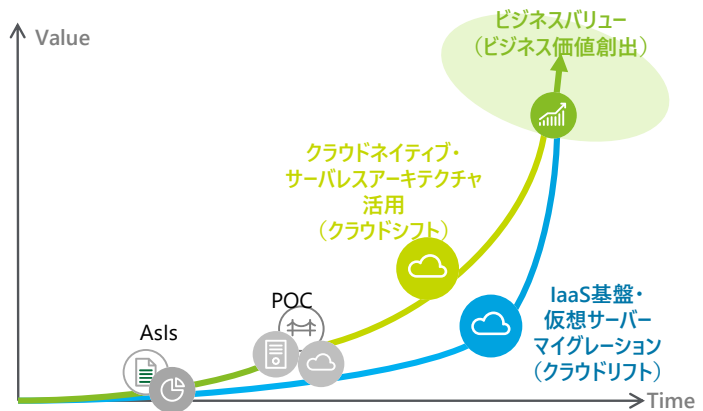 ビジネスバリュー
（ビジネス価値創出）
Value
クラウドネイティブ・
サーバレスアーキテクチャ
活用
（クラウドシフト）
POC
AsIs
IaaS基盤・
仮想サーバー
マイグレーション
（クラウドリフト）
Time